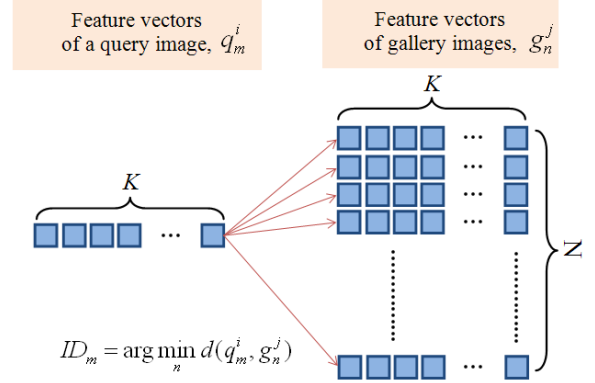 Feature vectors
of a query image, $q_m^i$
Feature vectors
of gallery images, $g_n^j$
K
K
...
...
...
...
...
N
$ID_m = \arg\min_n d(q_m^i, g_n^j)$
...